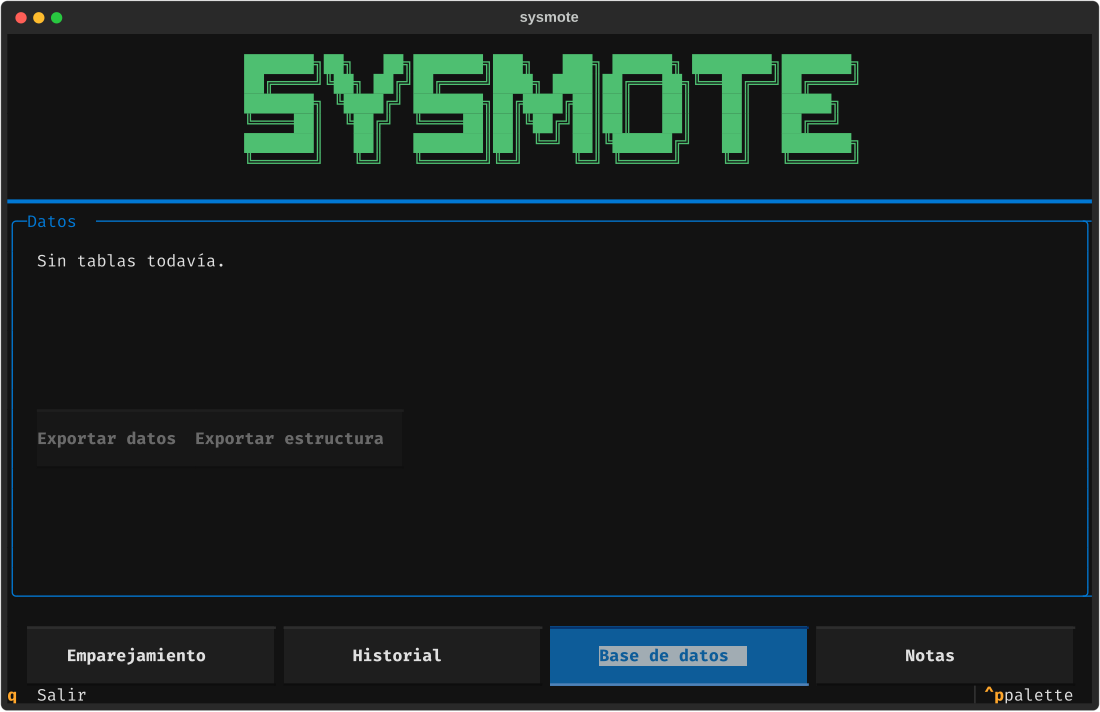 sysmote
SYSMOTE
Datos
Sin tablas todavía.
Exportar datos Exportar estructura
Emparejamiento Historial Base de datos Notas
q Salir ^p palette